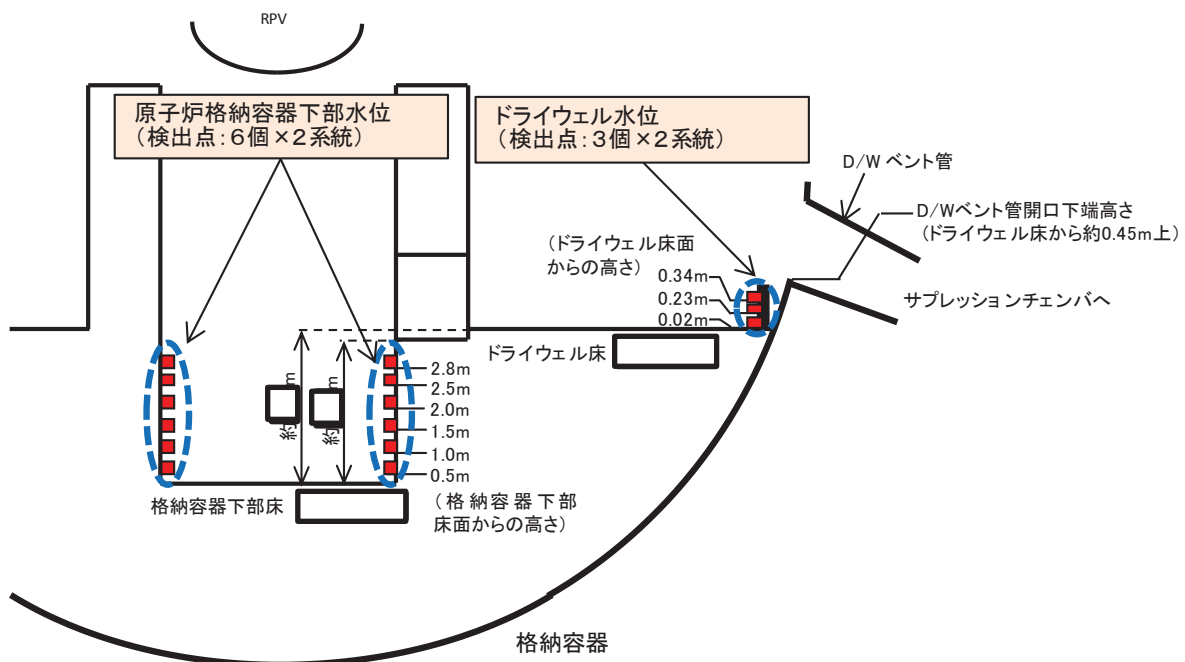 RPV
原子炉格納容器下部水位
(検出点:6個×2系統)
ドライウェル水位
(検出点:3個×2系統)
D/W ベント管
D/Wベント管開口下端高さ
(ドライウェル床から約0.45m上)
(ドライウェル床面
からの高さ)
0.34m
0.23m
0.02m
サプレッションチェンバへ
ドライウェル床
約 m
約 m
2.8m
2.5m
2.0m
1.5m
1.0m
0.5m
格納容器下部床
(格納容器下部
床面からの高さ)
格納容器